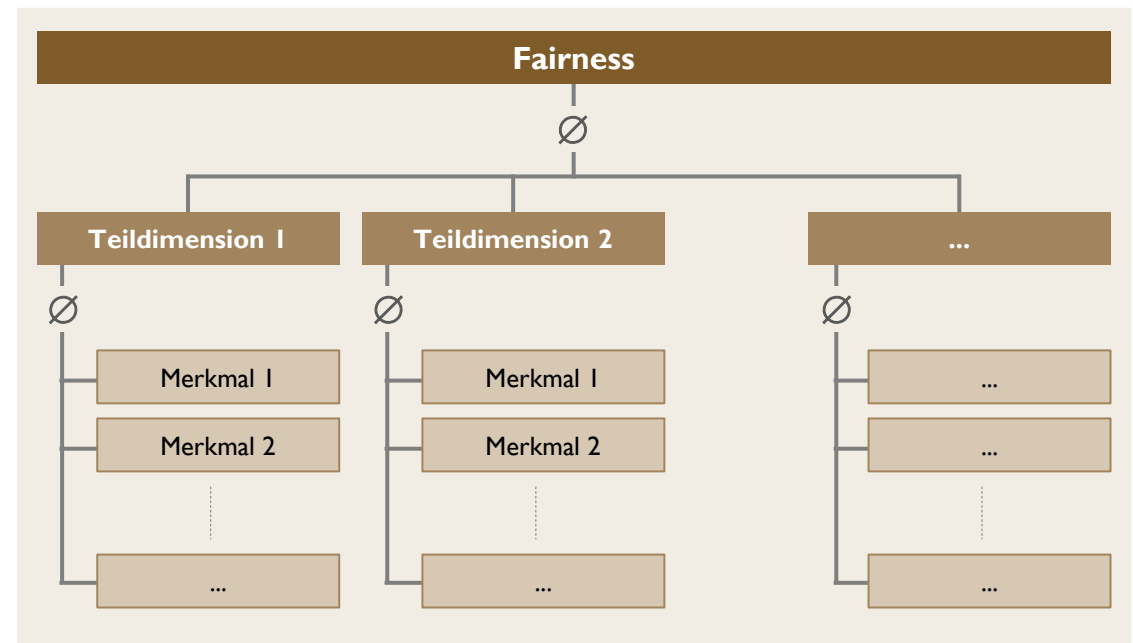 Fairness
∅
Teildimension 1
Teildimension 2
...
∅
∅
∅
Merkmal 1
Merkmal 1
...
Merkmal 2
Merkmal 2
...
...
...
...